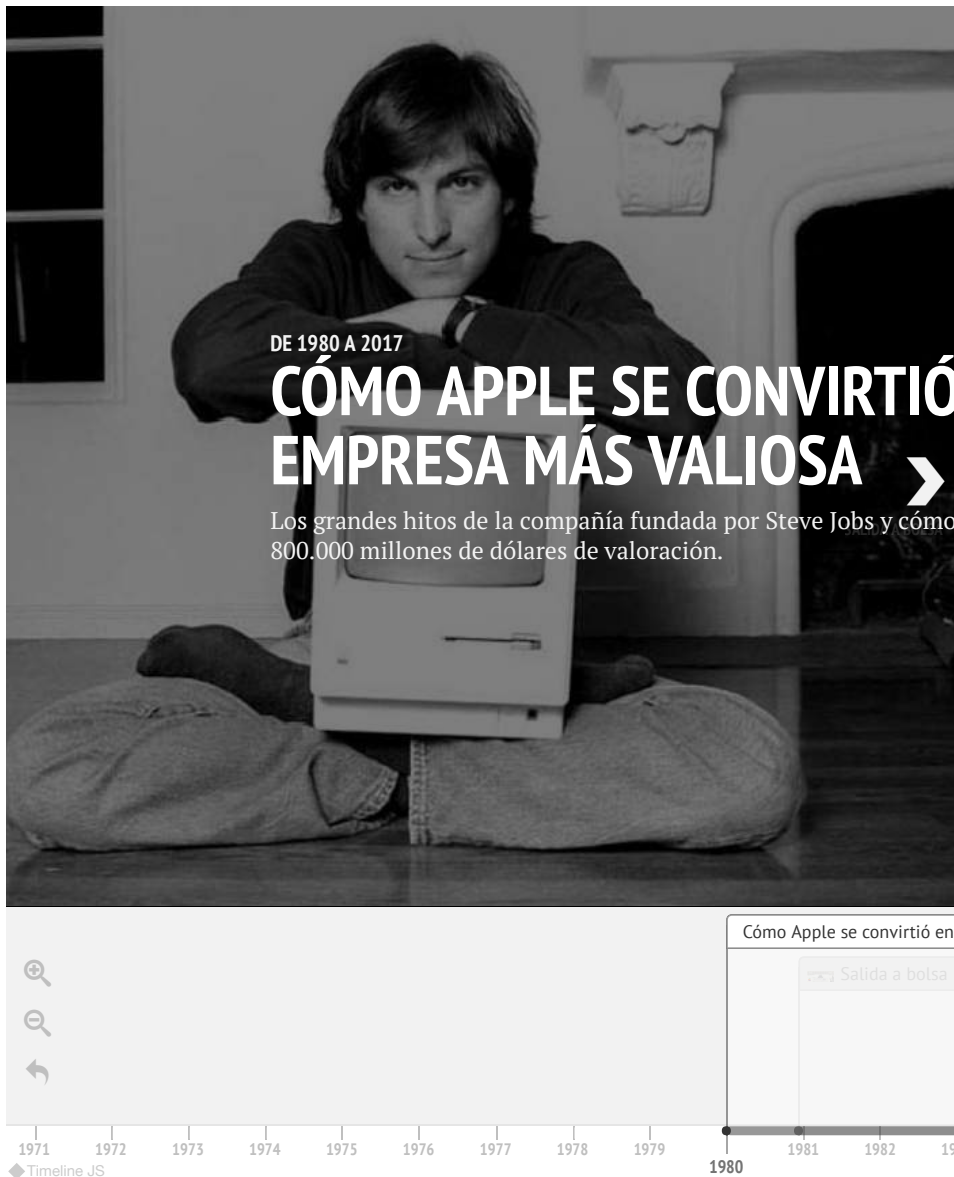 DE 1980 A 2017
CÓMO APPLE SE CONVIRTIÓ
EMPRESA MÁS VALIOSA
Los grandes hitos de la compañía fundada por Steve Jobs y cómo
800.000 millones de dólares de valoración.
Cómo Apple se convirtió en
Salida a bolsa
1971 1972 1973 1974 1975 1976 1977 1978 1979 1980 1981 1982
Timeline JS